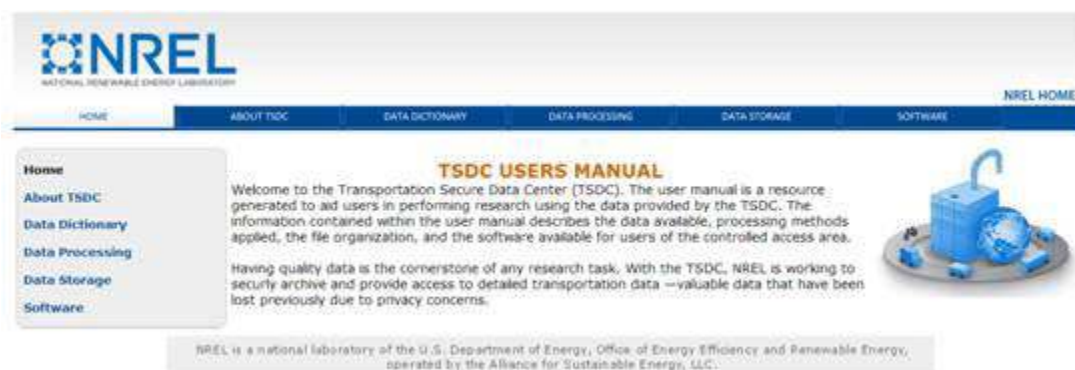 NREL
NATIONAL RENEWABLE ENERGY LABORATORY
NREL HOME
HOME ABOUT TSDC DATA DICTIONARY DATA PROCESSING DATA STORAGE SOFTWARE
Home
About TSDC
Data Dictionary
Data Processing
Data Storage
Software
TSDC USERS MANUAL
Welcome to the Transportation Secure Data Center (TSDC). The user manual is a resource
generated to aid users in performing research using the data provided by the TSDC. The
information contained within the user manual describes the data available, processing methods
applied, the file organization, and the software available for users of the controlled access area.
Having quality data is the cornerstone of any research task. With the TSDC, NREL is working to
securly archive and provide access to detailed transportation data —valuable data that have been
lost previously due to privacy concerns.
NREL is a national laboratory of the U.S. Department of Energy, Office of Energy Efficiency and Renewable Energy,
operated by the Alliance for Sustainable Energy, LLC.